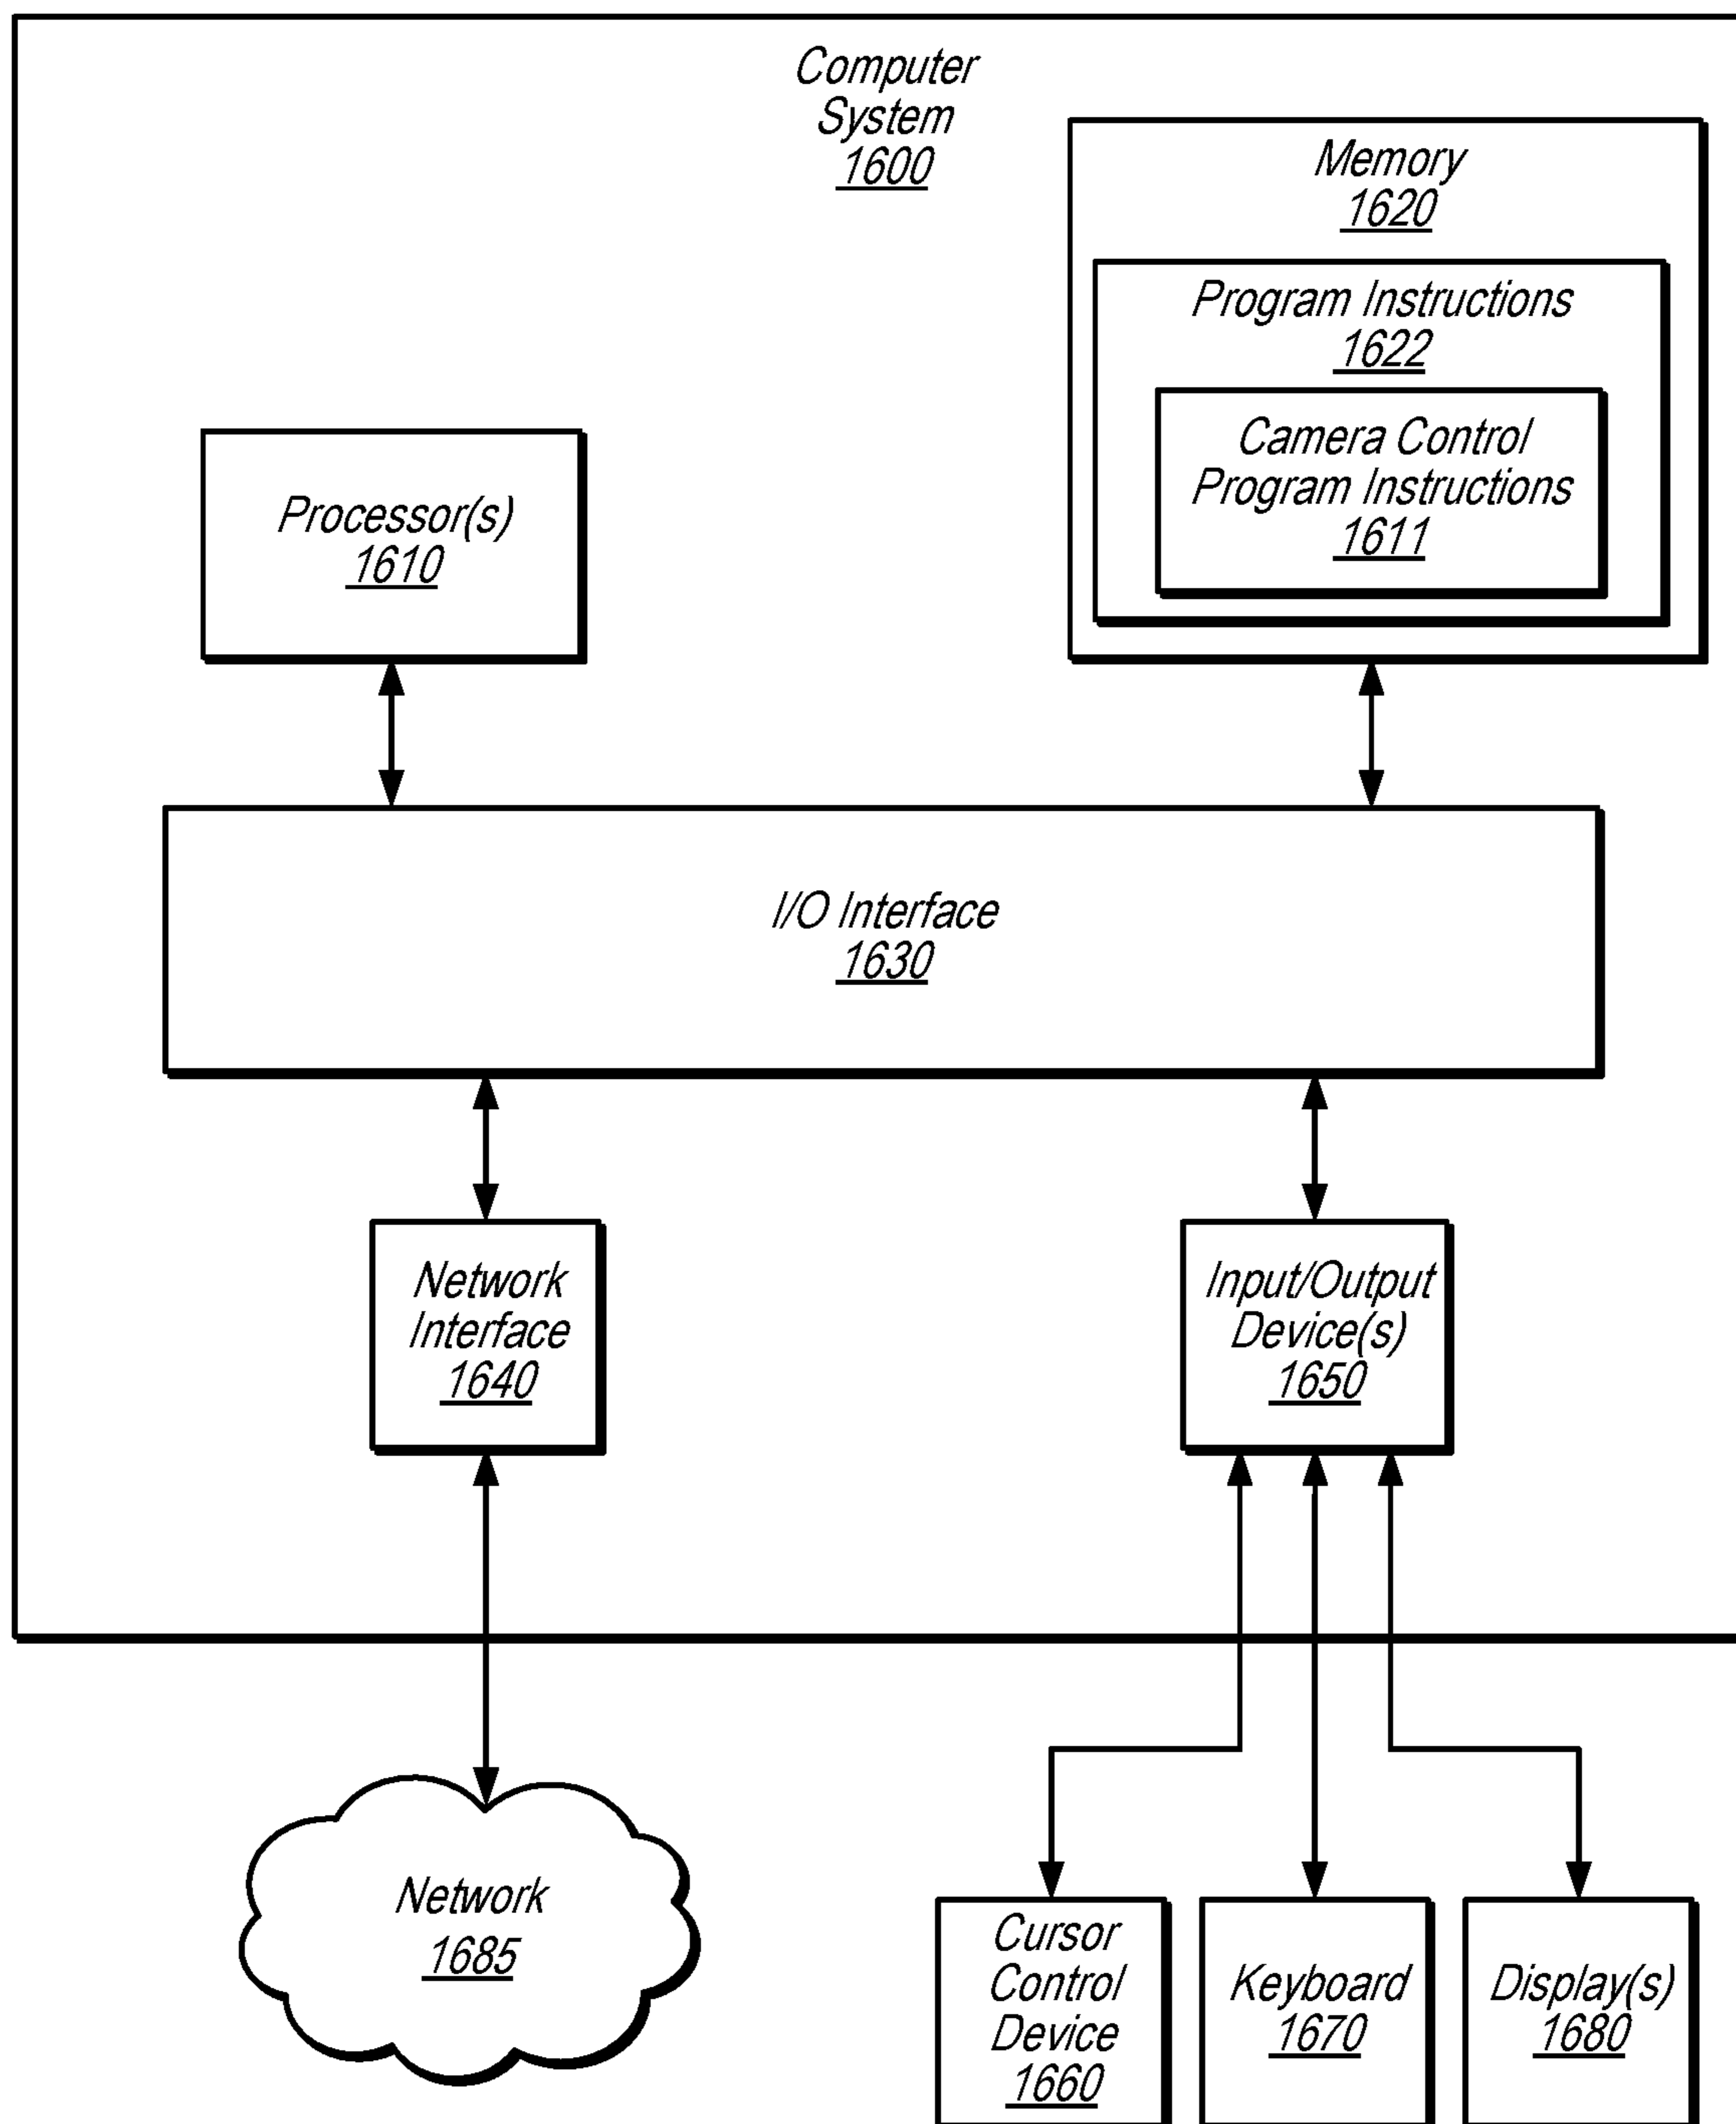 Computer
System
1600
Memory
1620
Program Instructions
1622
Camera Control
Program Instructions
1611
Processor(s)
1610
I/O Interface
1630
Network
Interface
1640
Input/Output
Device(s)
1650
Network
1685
Cursor
Control
Device
1660
Keyboard
1670
Display(s)
1680